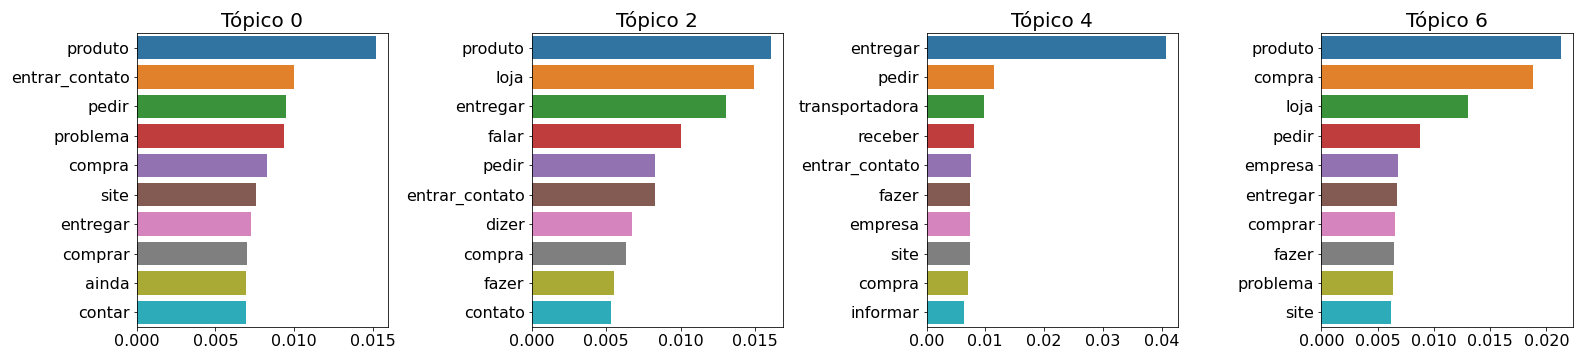 Tópico 0
produto
entrar_contato
pedir
problema
compra
site
entregar
comprar
ainda
contar
0.000 0.005 0.010 0.015
Tópico 2
produto
loja
entregar
falar
pedir
entrar_contato
dizer
compra
fazer
contato
0.000 0.005 0.010 0.015
Tópico 4
entregar
pedir
transportadora
receber
entrar_contato
fazer
empresa
site
compra
informar
0.00 0.01 0.02 0.03 0.04
Tópico 6
produto
compra
loja
pedir
empresa
entregar
comprar
fazer
problema
site
0.000 0.005 0.010 0.015 0.020